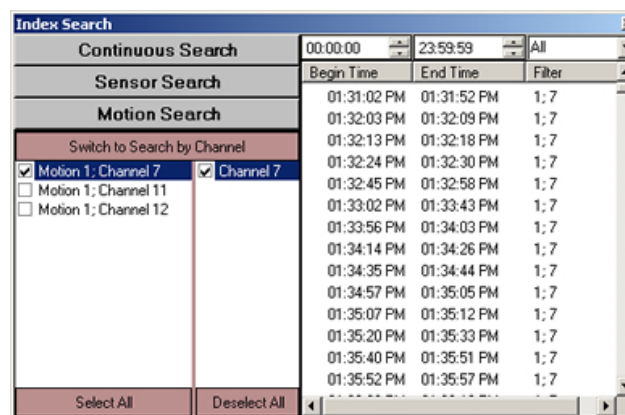 Index Search
Continuous Search
Sensor Search
Motion Search
Switch to Search by Channel
Motion 1; Channel 7
Motion 1; Channel 11
Motion 1; Channel 12
Channel 7
Select All
Deselect All
00:00:00 23:59:59 All
Begin Time End Time Filter
01:31:02 PM 01:31:52 PM 1; 7
01:32:03 PM 01:32:09 PM 1; 7
01:32:13 PM 01:32:18 PM 1; 7
01:32:24 PM 01:32:30 PM 1; 7
01:32:45 PM 01:32:58 PM 1; 7
01:33:02 PM 01:33:43 PM 1; 7
01:33:56 PM 01:34:03 PM 1; 7
01:34:14 PM 01:34:26 PM 1; 7
01:34:35 PM 01:34:44 PM 1; 7
01:34:57 PM 01:35:05 PM 1; 7
01:35:07 PM 01:35:12 PM 1; 7
01:35:20 PM 01:35:33 PM 1; 7
01:35:40 PM 01:35:51 PM 1; 7
01:35:52 PM 01:35:57 PM 1; 7